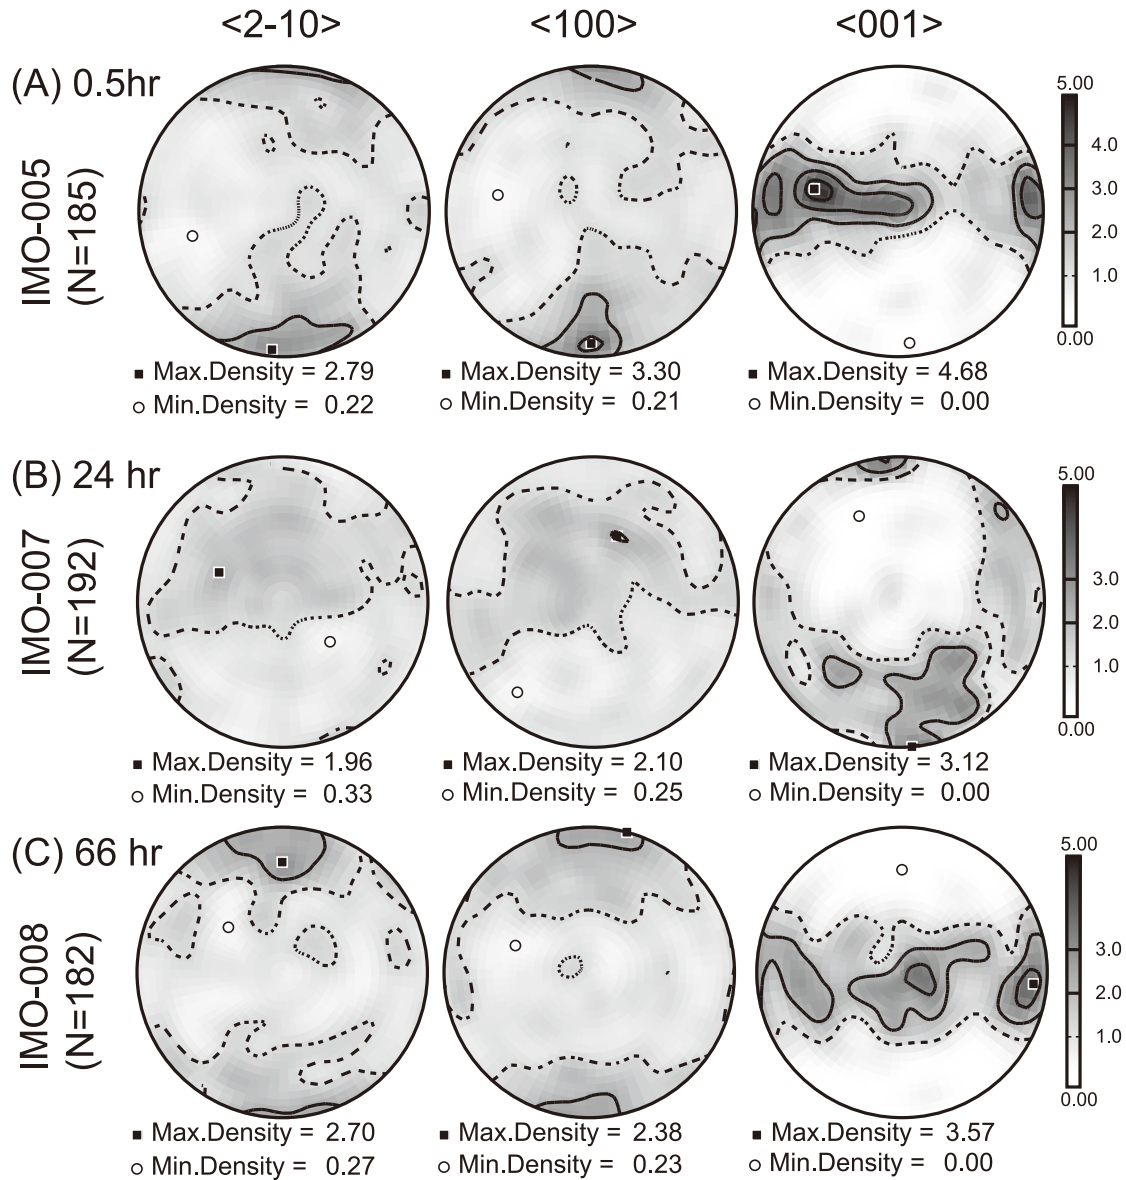 <2-10> <100> <001>
(A) 0.5hr
IMO-005
(N=185)
5.00
4.0
3.0
2.0
1.0
0.00
■ Max.Density = 2.79 ■ Max.Density = 3.30 ■ Max.Density = 4.68
○ Min.Density = 0.22 ○ Min.Density = 0.21 ○ Min.Density = 0.00
(B) 24 hr
IMO-007
(N=192)
5.00
3.0
2.0
1.0
0.00
■ Max.Density = 1.96 ■ Max.Density = 2.10 ■ Max.Density = 3.12
○ Min.Density = 0.33 ○ Min.Density = 0.25 ○ Min.Density = 0.00
(C) 66 hr
IMO-008
(N=182)
5.00
3.0
2.0
1.0
0.00
■ Max.Density = 2.70 ■ Max.Density = 2.38 ■ Max.Density = 3.57
○ Min.Density = 0.27 ○ Min.Density = 0.23 ○ Min.Density = 0.00